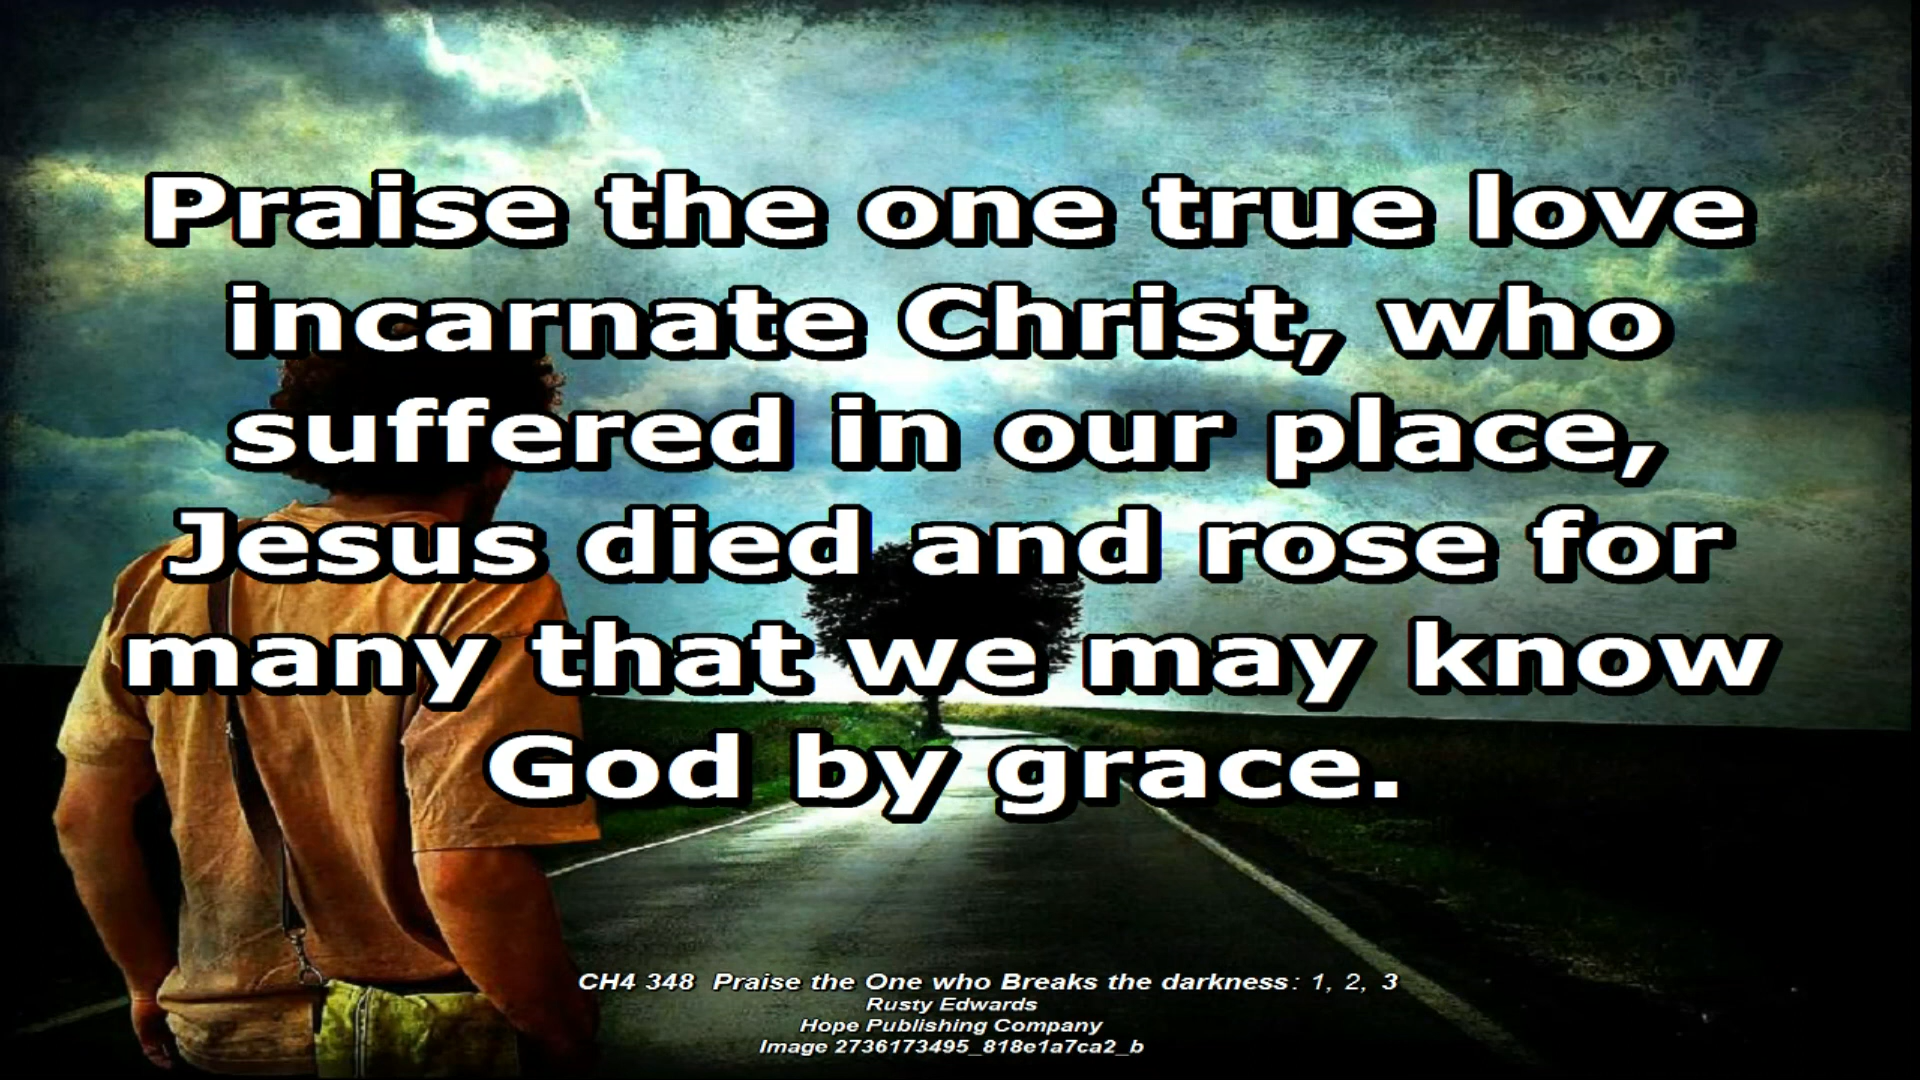 Praise the one true love
incarnate Christ, who
suffered in our place,
Jesus died and rose for
many that we may know
God by grace.
CH4 348 Praise the One who Breaks the darkness: 1, 2, 3
Rusty Edwards
Hope Publishing Company
Image 2736173495_818e1a7ca2_b